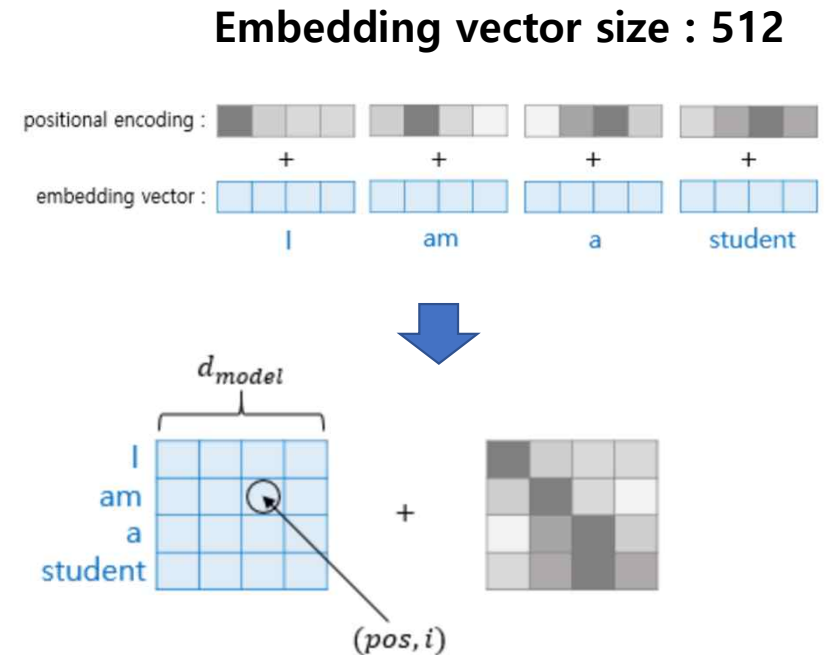 Embedding vector size : 512
positional encoding :
+ + + +
embedding vector :
I am a student
d_model
I
am
+
a
student
(pos, i)